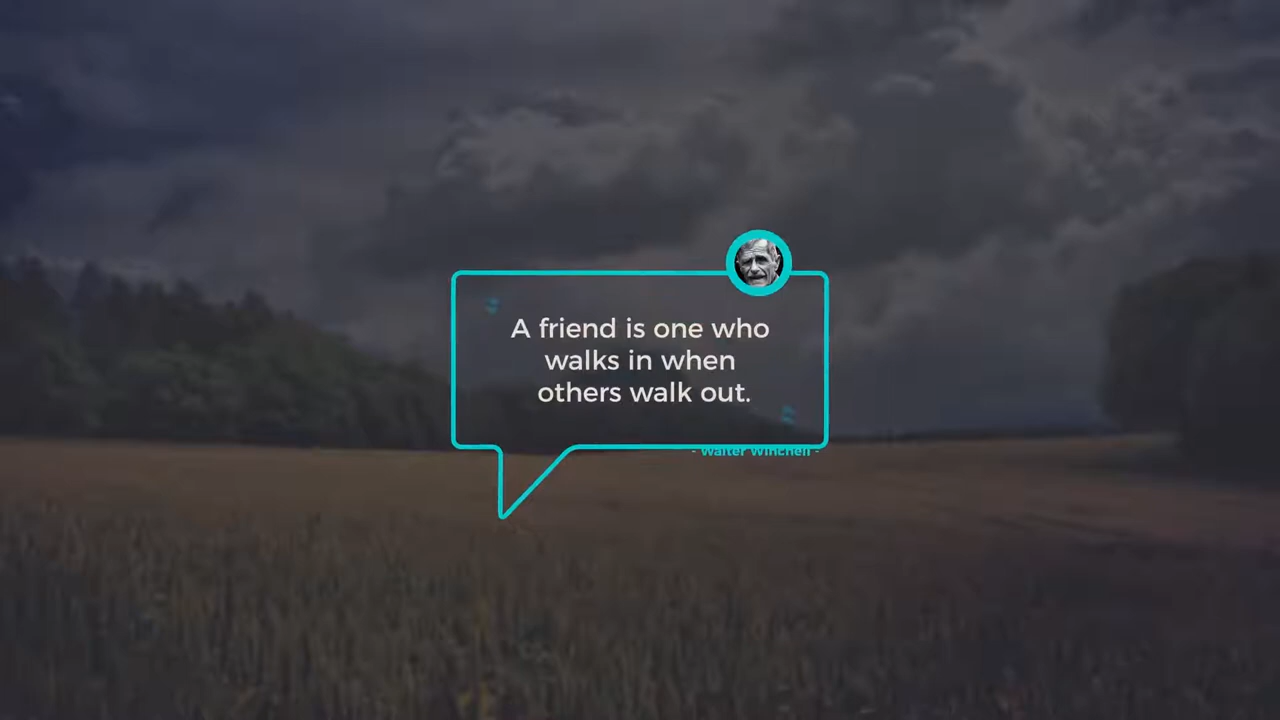 A friend is one who
walks in when
others walk out.
- Walter Winchell -